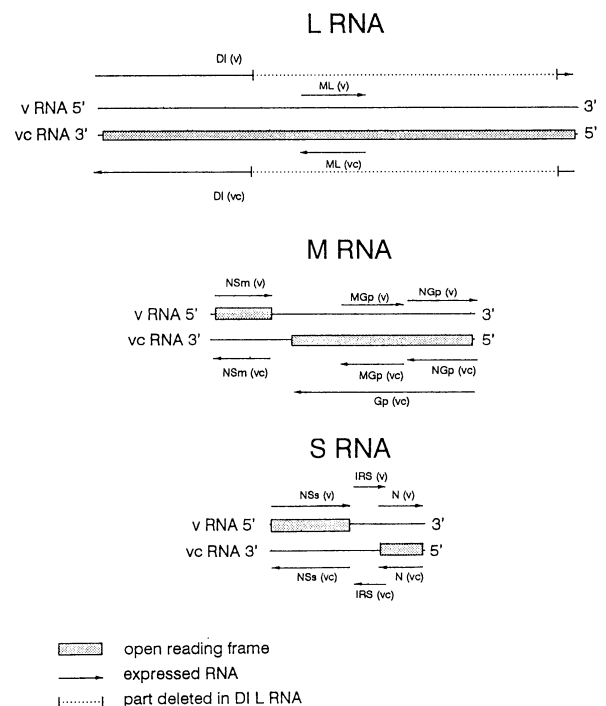 L RNA
DI (v)
ML (v)
v RNA 5' 3'
vc RNA 3' 5'
ML (vc)
DI (vc)
M RNA
NSm (v) MGp (v) NGp (v)
v RNA 5' 3'
vc RNA 3' 5'
NSm (vc) MGp (vc) NGp (vc)
Gp (vc)
S RNA
IRS (v)
NSs (v) N (v)
v RNA 5' 3'
vc RNA 3' 5'
NSs (vc) N (vc)
IRS (vc)
open reading frame
expressed RNA
part deleted in DI L RNA